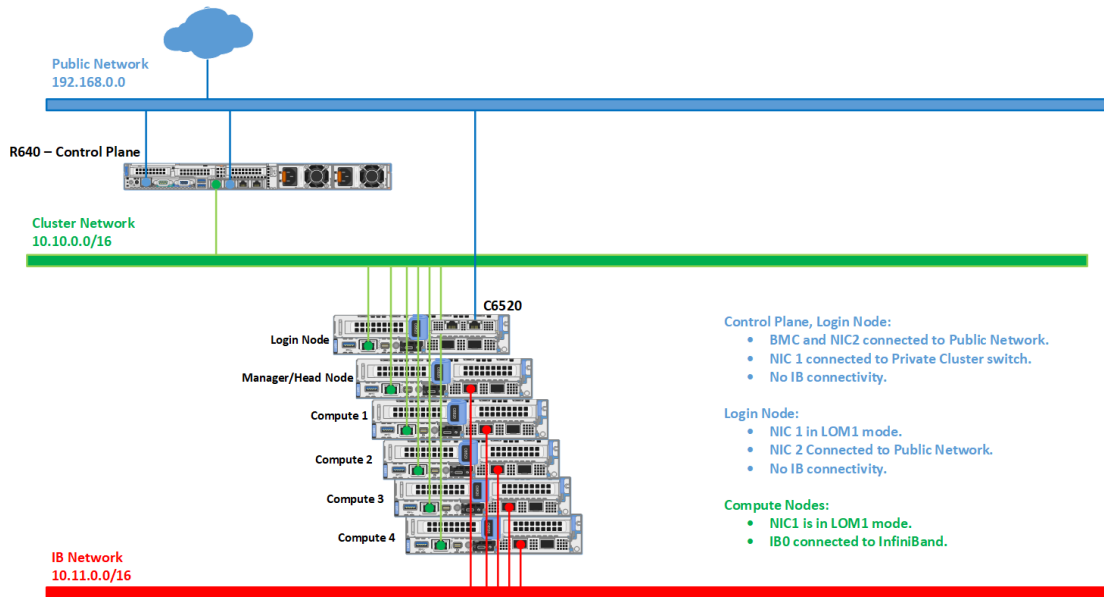 Public Network
192.168.0.0
R640 – Control Plane
Cluster Network
10.10.0.0/16
C6520
Login Node
Manager/Head Node
Compute 1
Compute 2
Compute 3
Compute 4
Control Plane, Login Node:
• BMC and NIC2 connected to Public Network.
• NIC 1 connected to Private Cluster switch.
• No IB connectivity.
Login Node:
• NIC 1 in LOM1 mode.
• NIC 2 Connected to Public Network.
• No IB connectivity.
Compute Nodes:
• NIC1 is in LOM1 mode.
• IB0 connected to InfiniBand.
IB Network
10.11.0.0/16